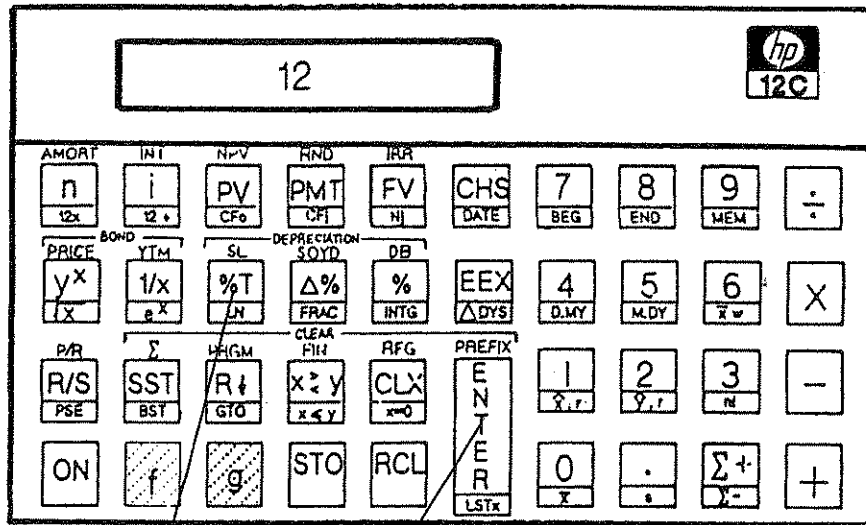 12
hp
12C
AMORT INT NPV RND IRR
n i PV PMT FV CHS 7 8 9 ÷
12x 12÷ CFo CFj Nj DATE BEG END MEM
BOND DEPRECIATION
PRICE YTM SL SOYD DB
y^x 1/x %T Δ% % EEX 4 5 6 X
√x e^x LN FRAC INTG ΔDYS D.MY M.DY x̄ w
CLEAR
P/R Σ PRGM FIN REG PREFIX
R/S SST R↓ x≷y CLX ENTER 1 2 3 −
PSE BST GTO x≤y x=0 x̂,r ŷ,r n!
ON f g STO RCL 0 . Σ+ +
LSTx x̄ s Σ-